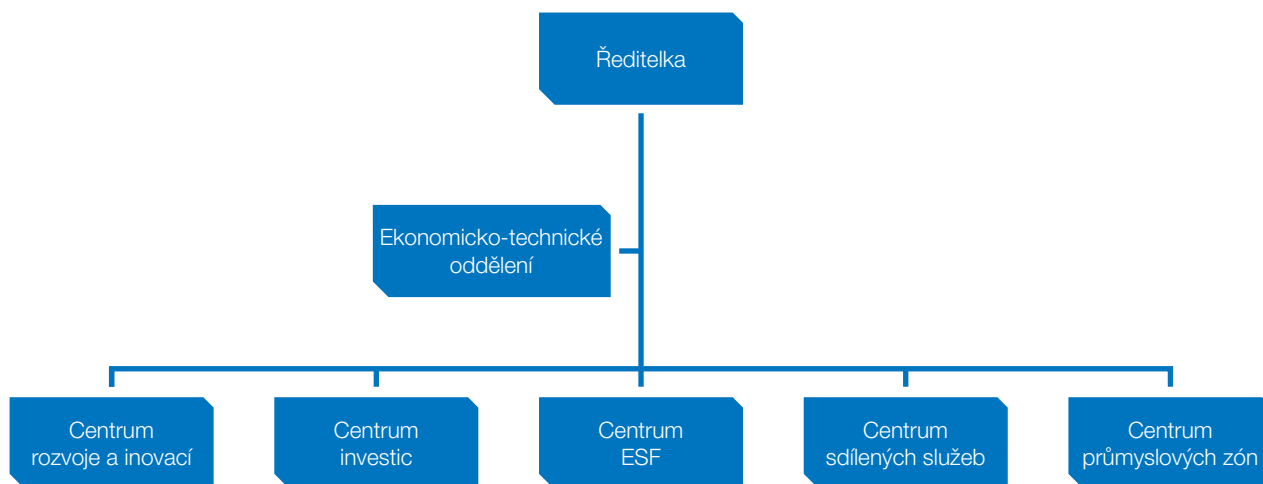 Ředitelka
Ekonomicko-technické
oddělení
Centrum
rozvoje a inovací
Centrum
investic
Centrum
ESF
Centrum
sdílených služeb
Centrum
průmyslových zón